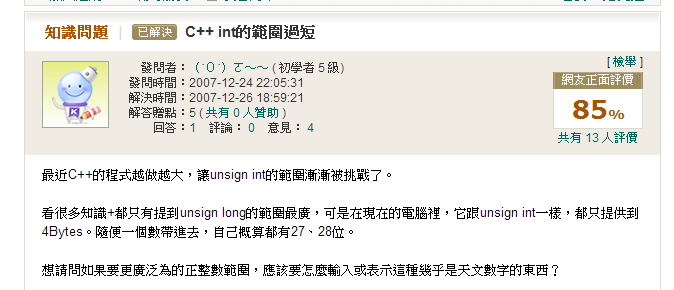 知識問題 | 已解決 C++ int的範圍過短
[ 檢舉 ]
發問者： (¨O¨) ㄛ～～ ( 初學者 5 級)
發問時間：2007-12-24 22:05:31
解決時間：2007-12-26 18:59:21
解答贈點：5 ( 共有 0 人贊助 )
回答： 1 評論： 0 意見： 4
網友正面評價
85%
共有 13 人評價
最近C++的程式越做越大，讓unsign int的範圍漸漸被挑戰了。
看很多知識+都只有提到unsign long的範圍最廣，可是在現在的電腦裡，它跟unsign int一樣，都只提供到
4Bytes。隨便一個數帶進去，自己概算都有27、28位。
想請問如果要更廣泛為的正整數範圍，應該要怎麼輸入或表示這種幾乎是天文數字的東西？